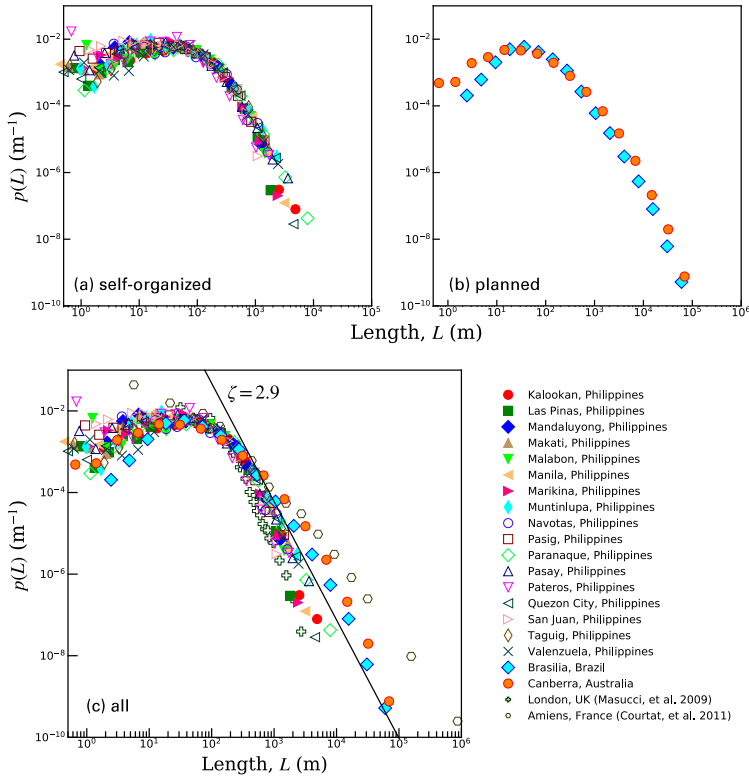 10⁻²
10⁻⁴
10⁻⁶
10⁻⁸
10⁻¹⁰
p(L) (m⁻¹)
(a) self-organized
10⁰ 10¹ 10² 10³ 10⁴ 10⁵
Length, L (m)
10⁻²
10⁻⁴
10⁻⁶
10⁻⁸
10⁻¹⁰
(b) planned
10⁰ 10¹ 10² 10³ 10⁴ 10⁵ 10⁶
Length, L (m)
10⁻²
10⁻⁴
10⁻⁶
10⁻⁸
10⁻¹⁰
p(L) (m⁻¹)
ζ=2.9
(c) all
10⁰ 10¹ 10² 10³ 10⁴ 10⁵ 10⁶
Length, L (m)
Kalookan, Philippines
Las Pinas, Philippines
Mandaluyong, Philippines
Makati, Philippines
Malabon, Philippines
Manila, Philippines
Marikina, Philippines
Muntinlupa, Philippines
Navotas, Philippines
Pasig, Philippines
Paranaque, Philippines
Pasay, Philippines
Pateros, Philippines
Quezon City, Philippines
San Juan, Philippines
Taguig, Philippines
Valenzuela, Philippines
Brasilia, Brazil
Canberra, Australia
London, UK (Masucci, et al. 2009)
Amiens, France (Courtat, et al. 2011)